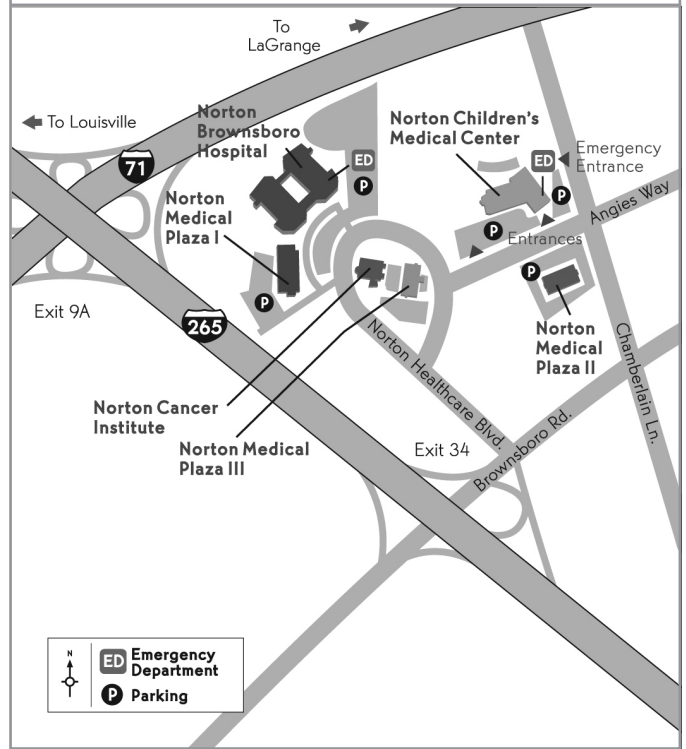 To
LaGrange
To Louisville
71
Norton
Brownsboro
Hospital
ED
P
Norton Children's
Medical Center
ED
Emergency
Entrance
P
Angies Way
P
Entrances
Norton
Medical
Plaza I
P
P
Norton
Medical
Plaza II
Exit 9A
265
Norton Healthcare Blvd.
Chamberlain Ln.
Norton Cancer
Institute
Norton Medical
Plaza III
Exit 34
Brownsboro Rd.
N
ED Emergency
Department
P Parking